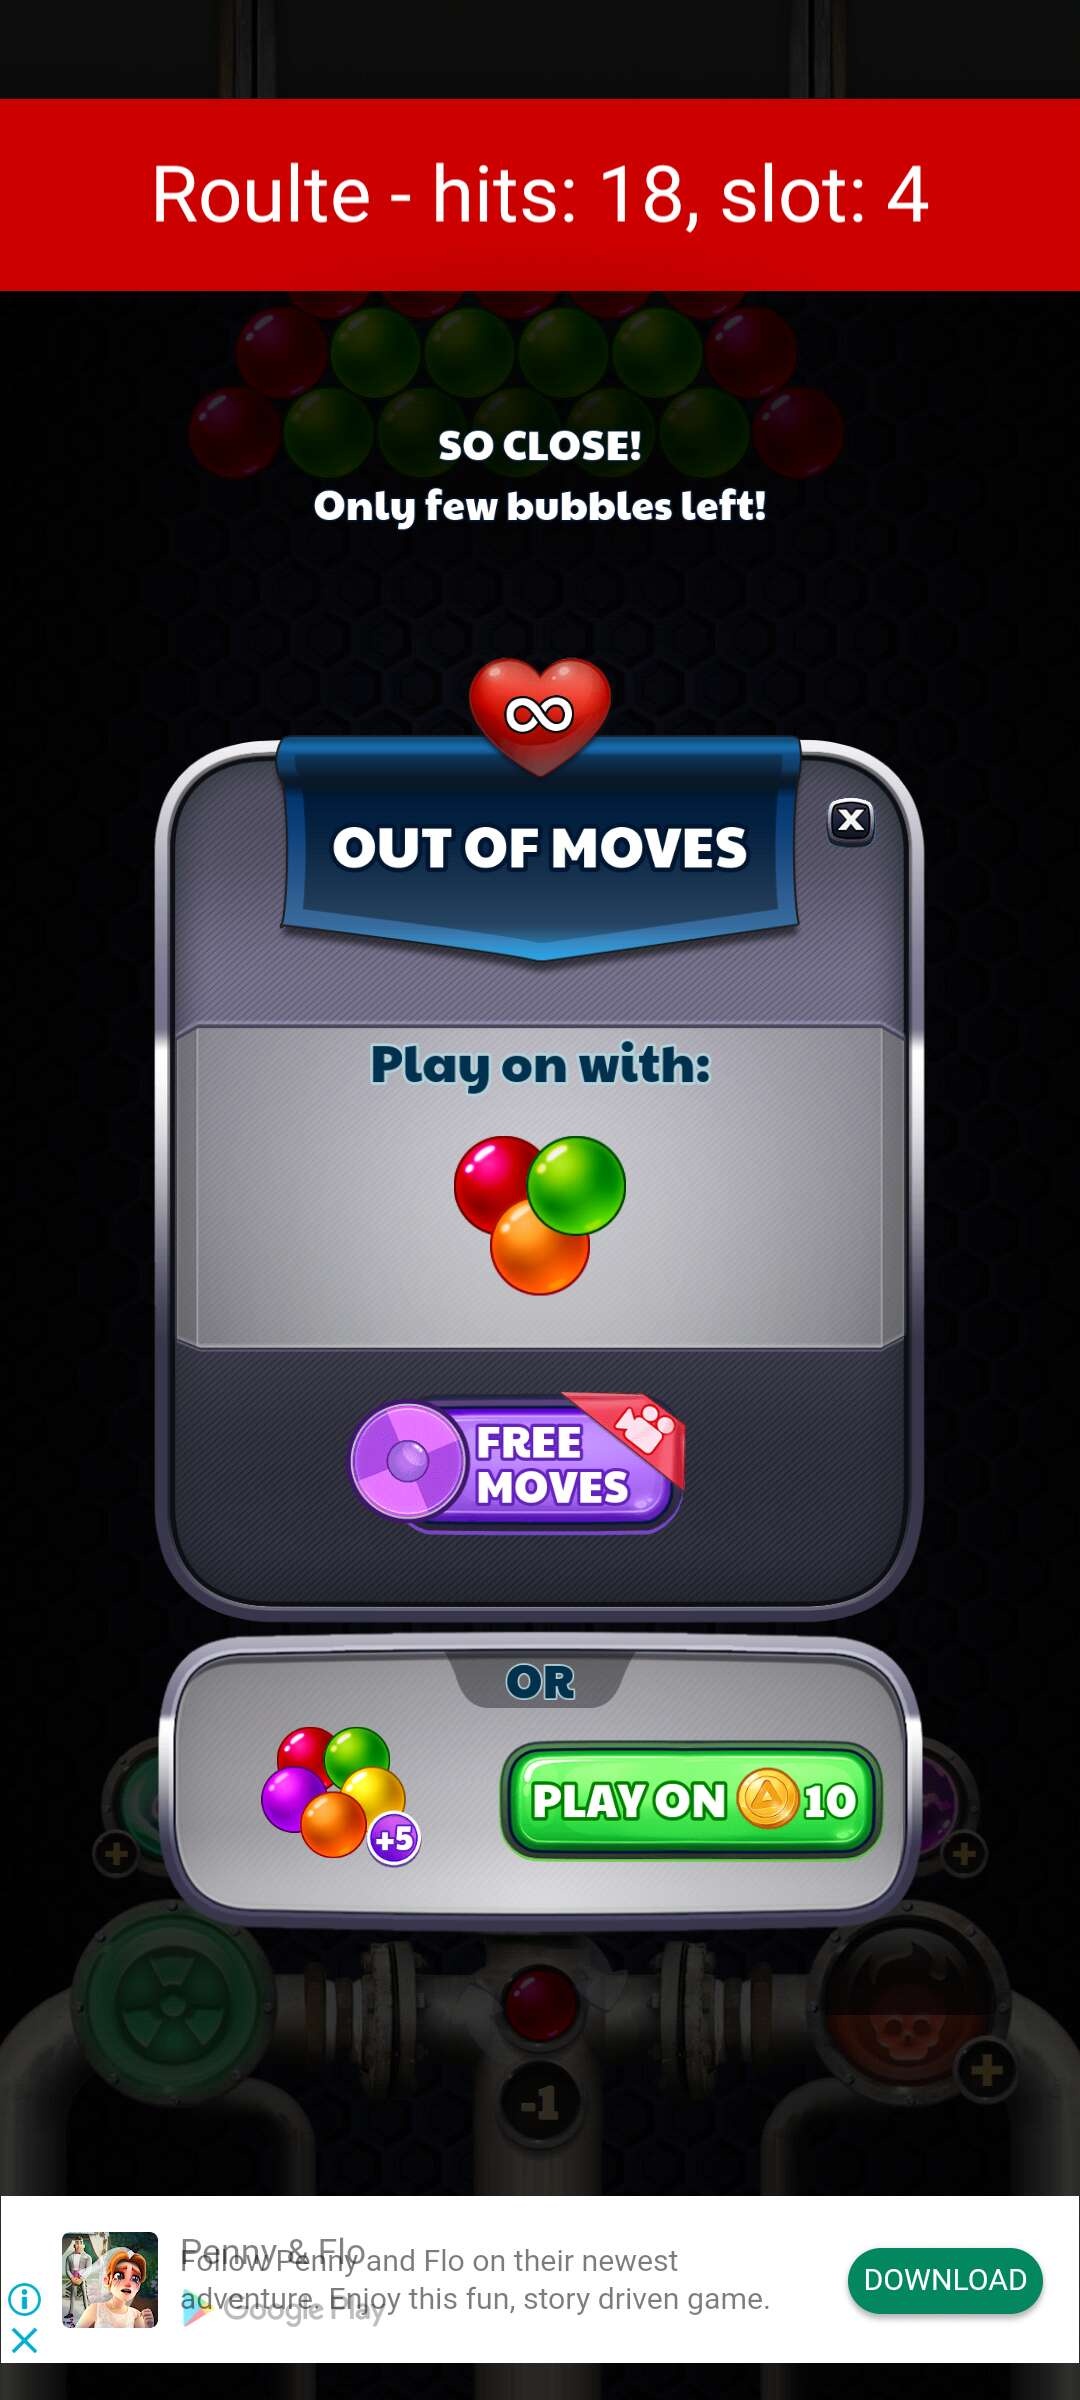 Roulte - hits: 18, slot: 4
SO CLOSE!
Only few bubbles left!
∞
OUT OF MOVES
X
Play on with:
FREE
MOVES
OR
+5
PLAY ON 10
+
+
+
-1
Penny & Flo
Follow Penny and Flo on their newest
adventure. Enjoy this fun, story driven game.
Google Play
DOWNLOAD